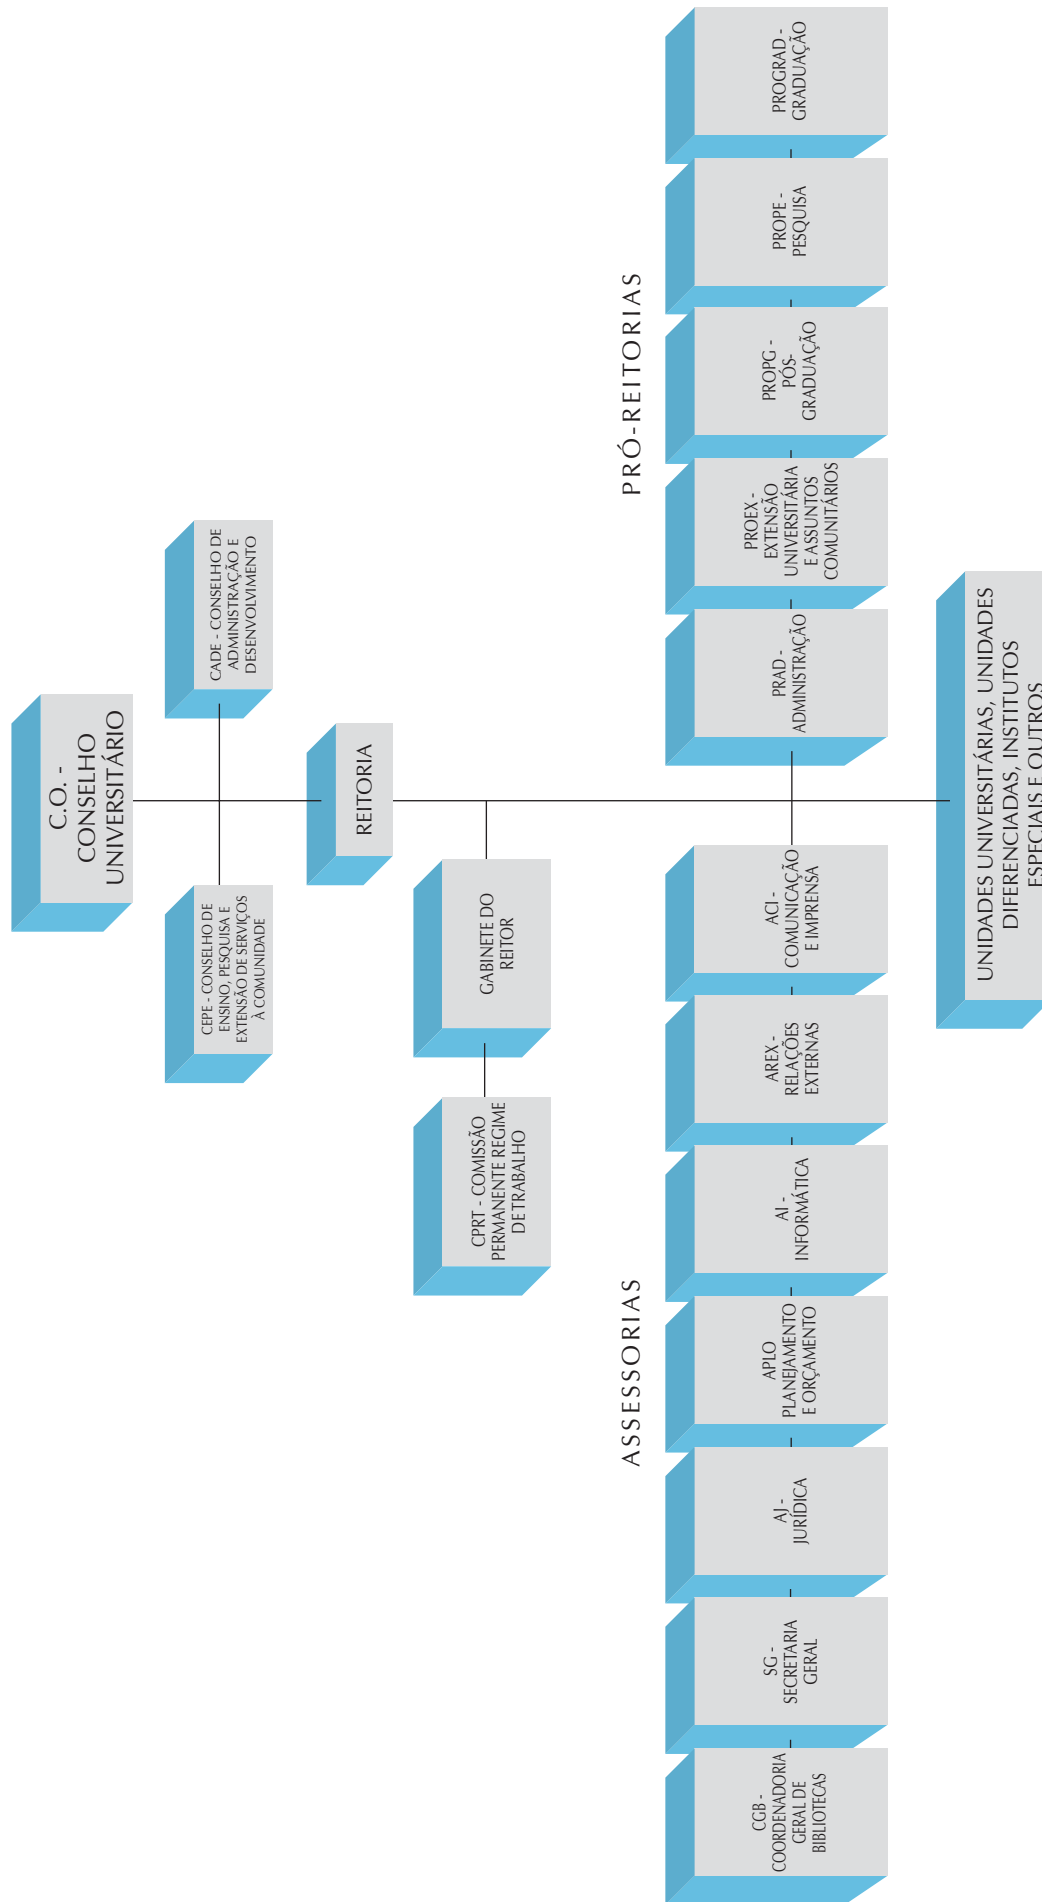 C.O. -
CONSELHO
UNIVERSITÁRIO
CEPE - CONSELHO DE
ENSINO, PESQUISA E
EXTENSÃO DE SERVIÇOS
À COMUNIDADE
CADE - CONSELHO DE
ADMINISTRAÇÃO E
DESENVOLVIMENTO
REITORIA
CPRT - COMISSÃO
PERMANENTE REGIME
DE TRABALHO
GABINETE DO
REITOR
ASSESSORIAS
PRÓ-REITORIAS
CGB -
COORDENADORIA
GERAL DE
BIBLIOTECAS
SG -
SECRETARIA
GERAL
AJ -
JURÍDICA
APLO
PLANEJAMENTO
E ORÇAMENTO
AI -
INFORMÁTICA
AREX -
RELAÇÕES
EXTERNAS
ACI -
COMUNICAÇÃO
E IMPRENSA
PRAD -
ADMINISTRAÇÃO
PROEX -
EXTENSÃO
UNIVERSITÁRIA
E ASSUNTOS
COMUNITÁRIOS
PROPG -
PÓS-
GRADUAÇÃO
PROPE -
PESQUISA
PROGRAD -
GRADUAÇÃO
UNIDADES UNIVERSITÁRIAS, UNIDADES
DIFERENCIADAS, INSTITUTOS
ESPECIAIS E OUTROS